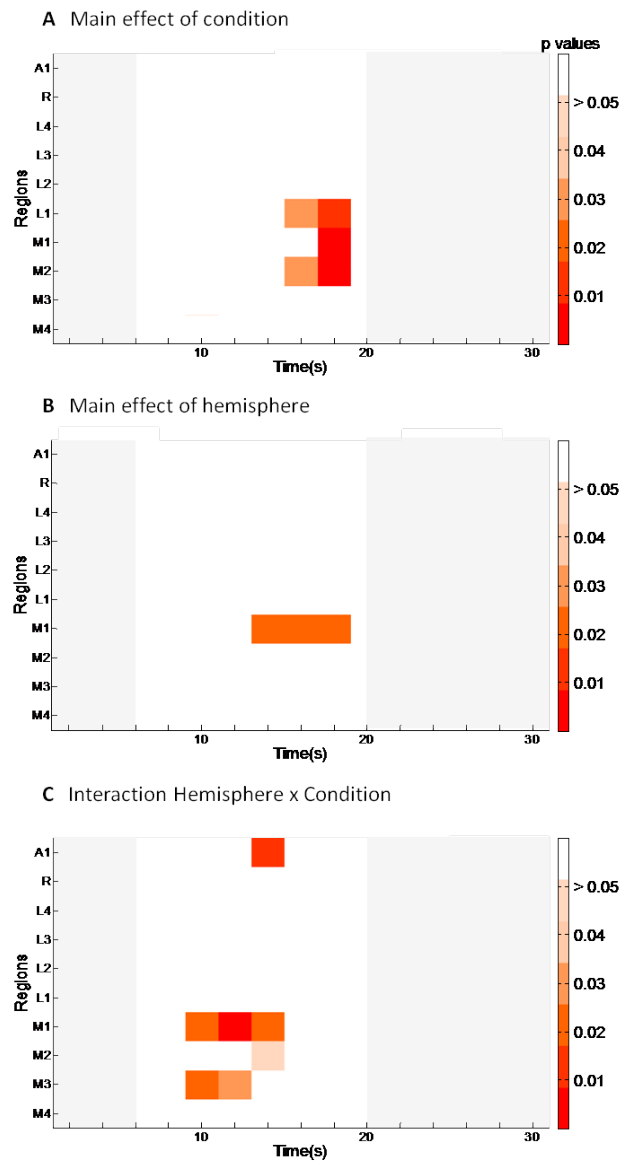 A Main effect of condition
p values
A1
R
L4
L3
L2
L1
M1
M2
M3
M4
Regions
10 20 30
Time(s)
> 0.05
0.04
0.03
0.02
0.01
B Main effect of hemisphere
A1
R
L4
L3
L2
L1
M1
M2
M3
M4
Regions
10 20 30
Time(s)
> 0.05
0.04
0.03
0.02
0.01
C Interaction Hemisphere x Condition
A1
R
L4
L3
L2
L1
M1
M2
M3
M4
Regions
10 20 30
Time(s)
> 0.05
0.04
0.03
0.02
0.01